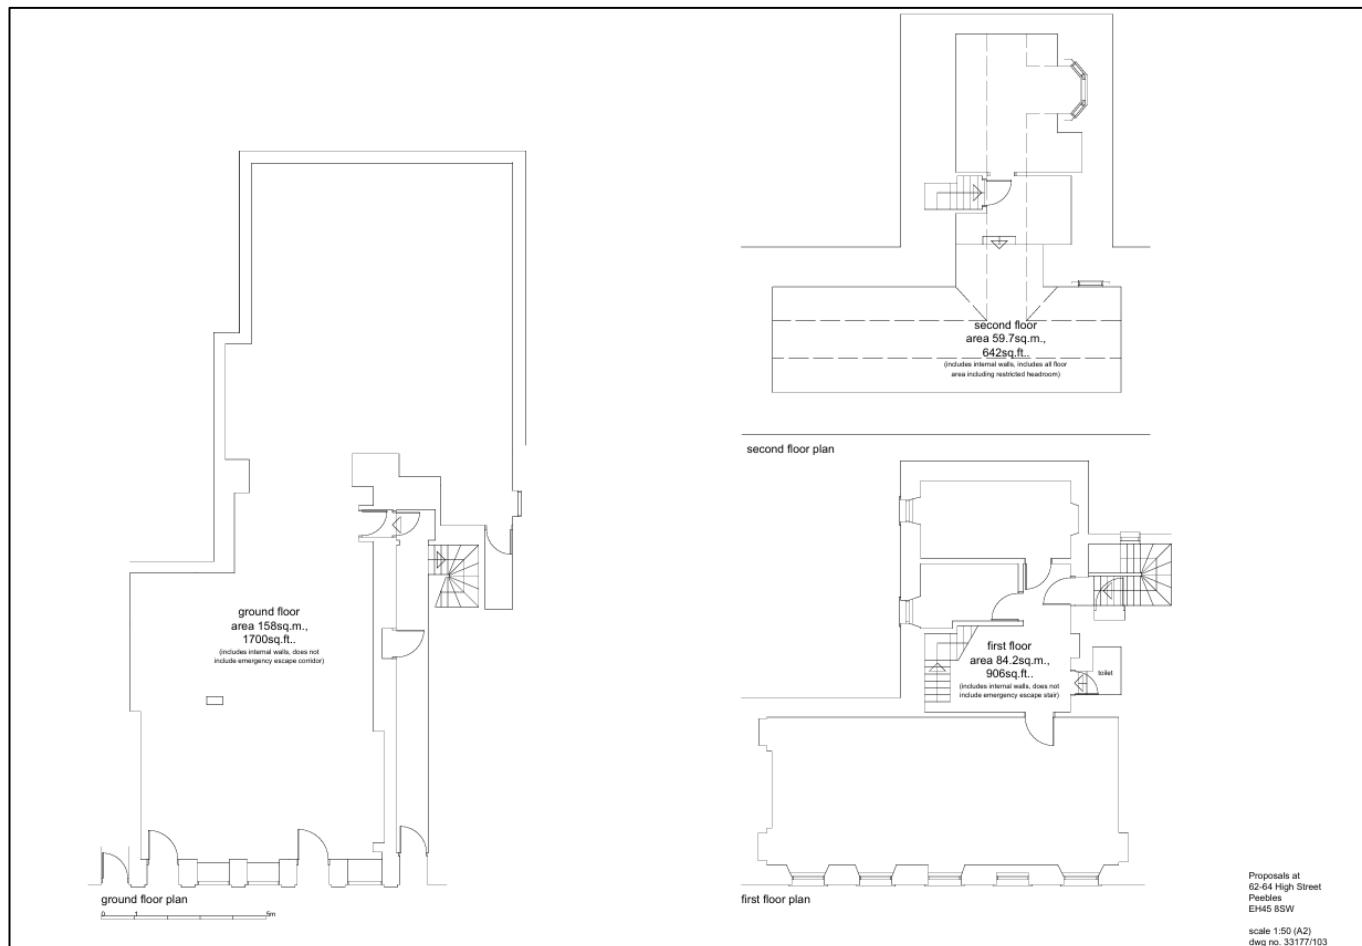 second floor
area 59.7sq.m.,
642sq.ft..
(includes internal walls, includes all floor
area including restricted headroom)
second floor plan
ground floor
area 158sq.m.,
1700sq.ft..
(includes internal walls, does not
include emergency escape corridor)
first floor
area 84.2sq.m.,
906sq.ft..
(includes internal walls, does not
include emergency escape stair)
toilet
ground floor plan
0 1 5m
first floor plan
Proposals at
62-64 High Street
Peebles
EH45 8SW
scale 1:50 (A2)
dwg no. 33177/103